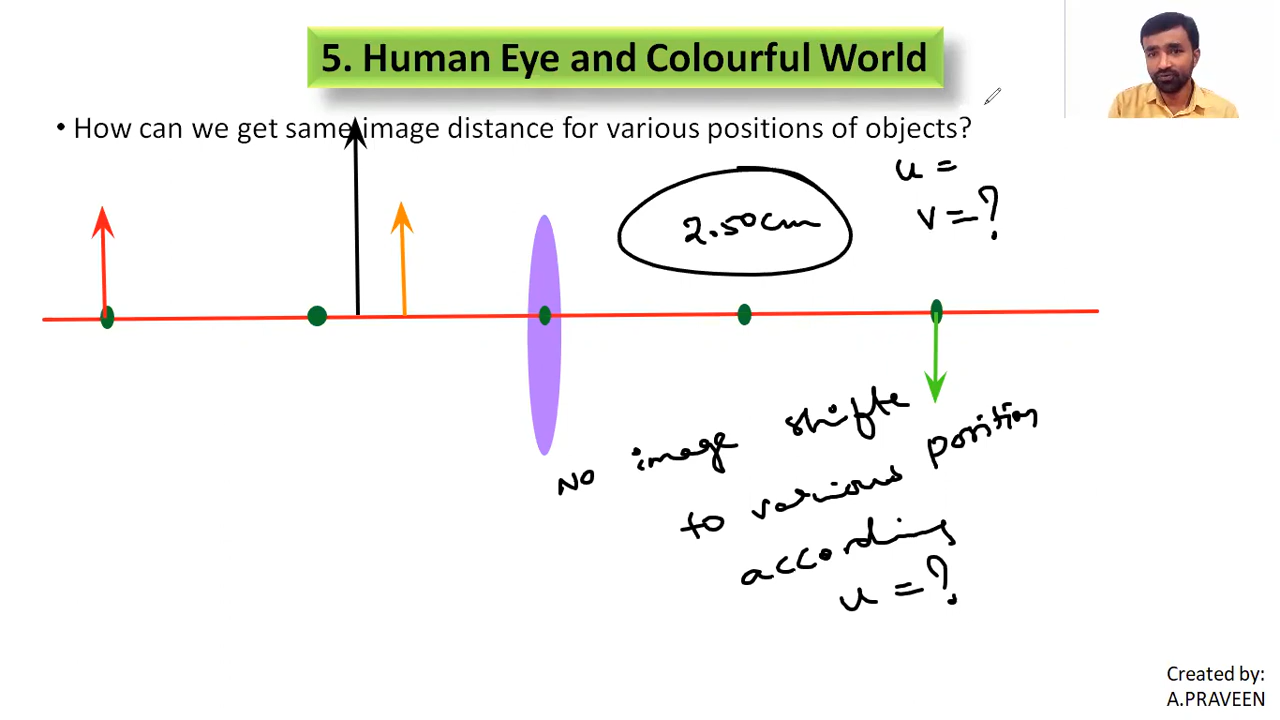 5. Human Eye and Colourful World
• How can we get same image distance for various positions of objects?
u =
v = ?
2.50cm
No image shifte
to various position
according
u = ?
Created by:
A.PRAVEEN